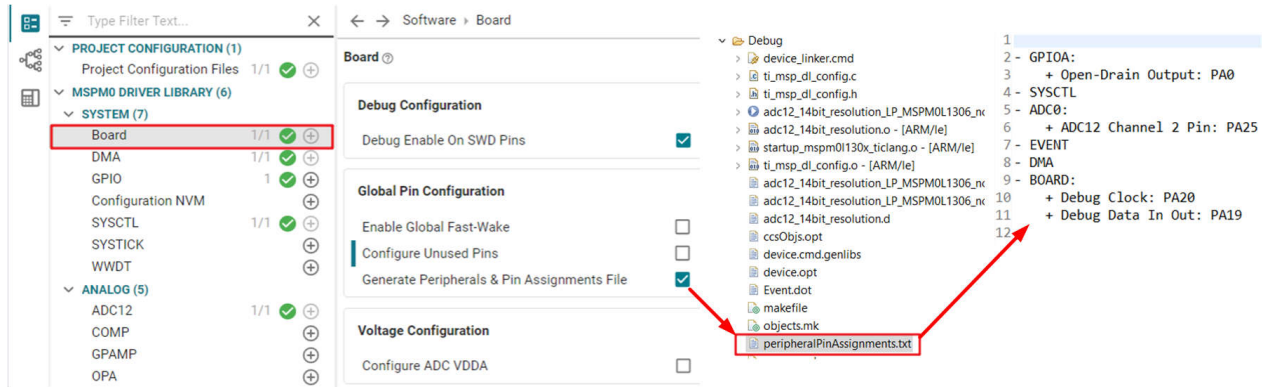 Type Filter Text...
PROJECT CONFIGURATION (1)
Project Configuration Files 1/1
MSPM0 DRIVER LIBRARY (6)
SYSTEM (7)
Board 1/1
DMA 1/1
GPIO 1
Configuration NVM
SYSCTL 1/1
SYSTICK
WWDT
ANALOG (5)
ADC12 1/1
COMP
GPAMP
OPA
Software › Board
Board
Debug Configuration
Debug Enable On SWD Pins
Global Pin Configuration
Enable Global Fast-Wake
Configure Unused Pins
Generate Peripherals & Pin Assignments File
Voltage Configuration
Configure ADC VDDA
Debug
device_linker.cmd
ti_msp_dl_config.c
ti_msp_dl_config.h
adc12_14bit_resolution_LP_MSPM0L1306_nc
adc12_14bit_resolution.o - [ARM/le]
startup_mspm0l130x_ticlang.o - [ARM/le]
ti_msp_dl_config.o - [ARM/le]
adc12_14bit_resolution_LP_MSPM0L1306_nc
adc12_14bit_resolution_LP_MSPM0L1306_nc
adc12_14bit_resolution.d
ccsObjs.opt
device.cmd.genlibs
device.opt
Event.dot
makefile
objects.mk
peripheralPinAssignments.txt
1
2 - GPIOA:
3 + Open-Drain Output: PA0
4 - SYSCTL
5 - ADC0:
6 + ADC12 Channel 2 Pin: PA25
7 - EVENT
8 - DMA
9 - BOARD:
10 + Debug Clock: PA20
11 + Debug Data In Out: PA19
12